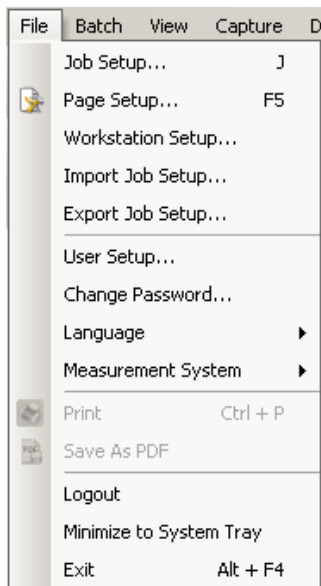 File Batch View Capture D
Job Setup... J
Page Setup... F5
Workstation Setup...
Import Job Setup...
Export Job Setup...
User Setup...
Change Password...
Language
Measurement System
Print Ctrl + P
Save As PDF
Logout
Minimize to System Tray
Exit Alt + F4